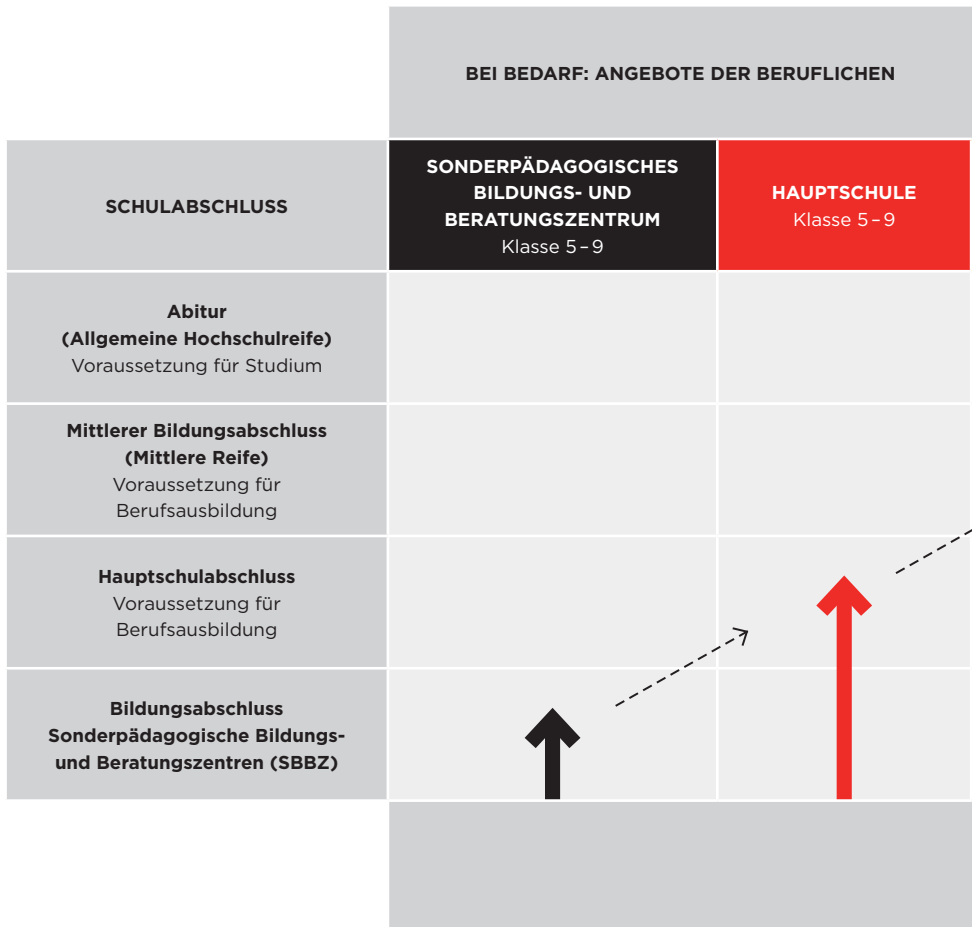 BEI BEDARF: ANGEBOTE DER BERUFLICHEN
SCHULABSCHLUSS
SONDERPÄDAGOGISCHES
BILDUNGS- UND
BERATUNGSZENTRUM
Klasse 5–9
HAUPTSCHULE
Klasse 5–9
Abitur
(Allgemeine Hochschulreife)
Voraussetzung für Studium
Mittlerer Bildungsabschluss
(Mittlere Reife)
Voraussetzung für
Berufsausbildung
Hauptschulabschluss
Voraussetzung für
Berufsausbildung
Bildungsabschluss
Sonderpädagogische Bildungs-
und Beratungszentren (SBBZ)